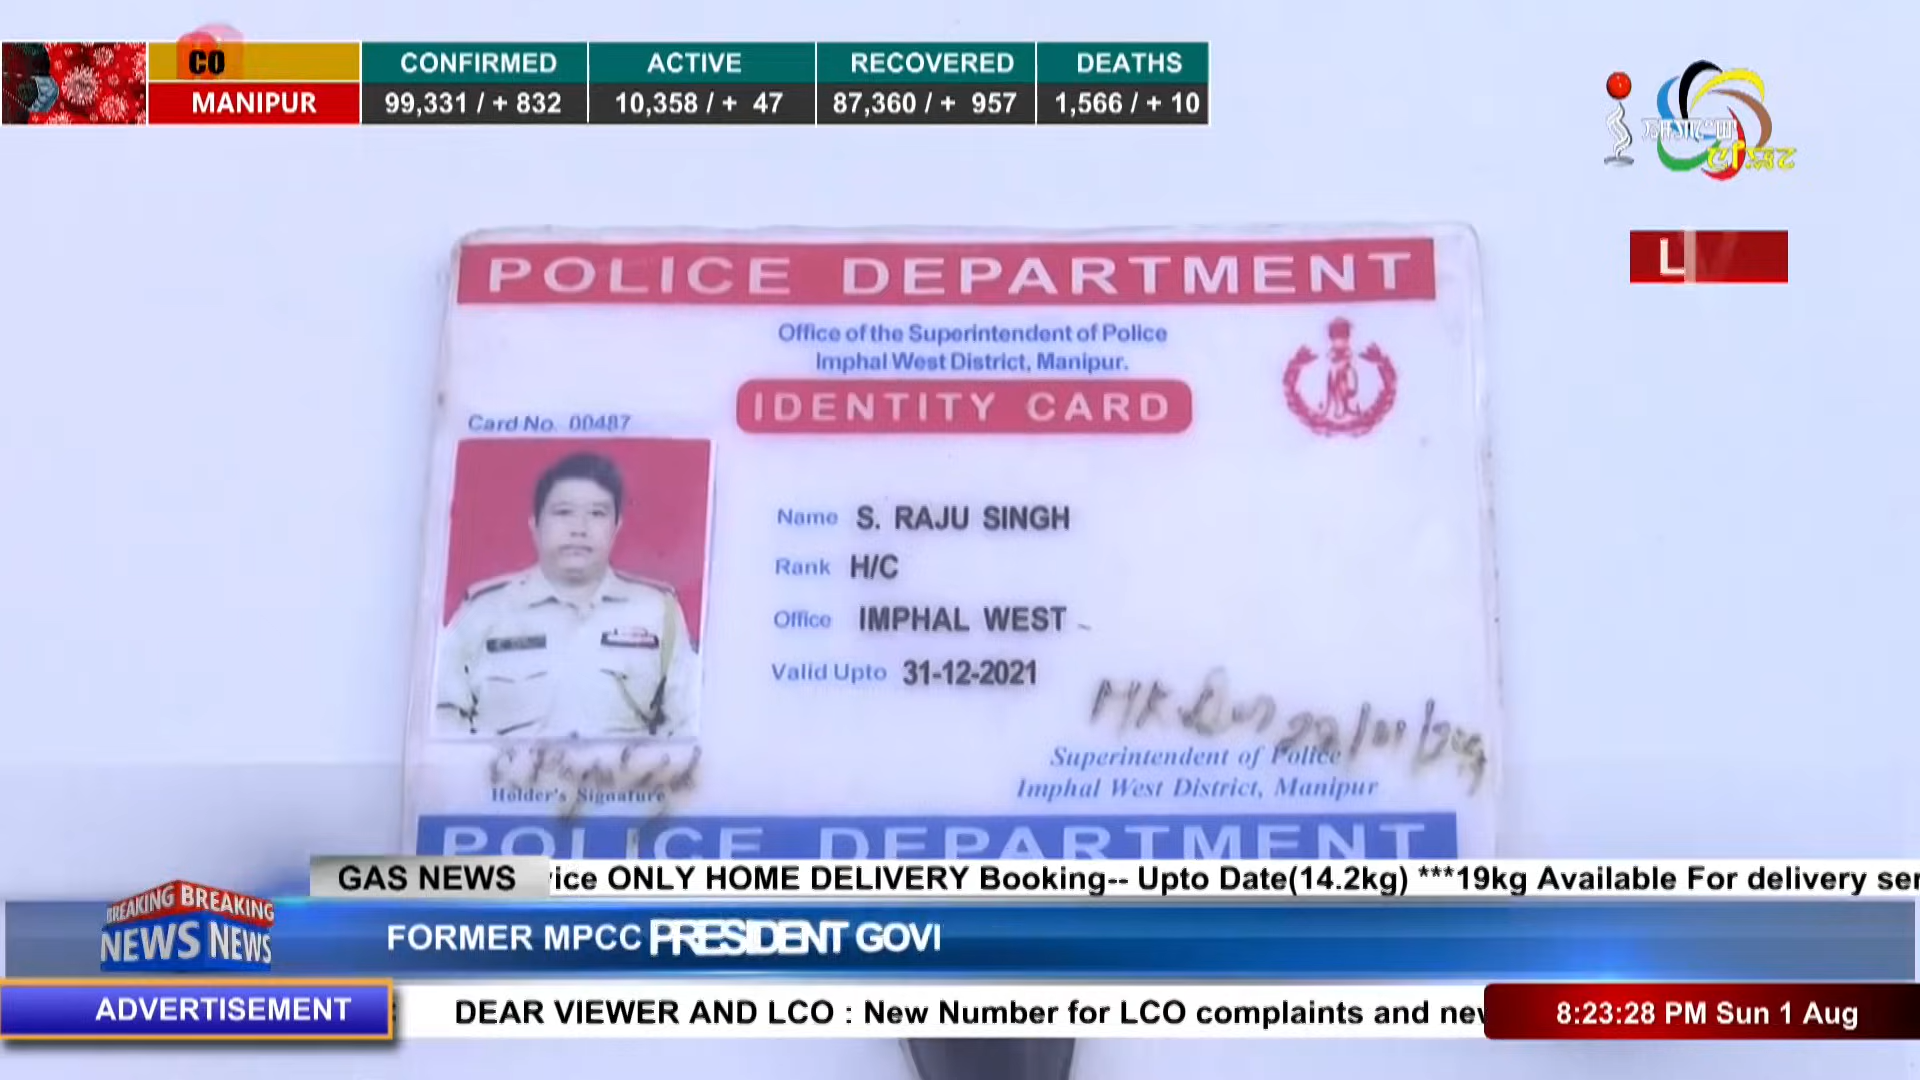 CO
MANIPUR
CONFIRMED ACTIVE RECOVERED DEATHS
99,331 / + 832 10,358 / + 47 87,360 / + 957 1,566 / + 10
L
POLICE DEPARTMENT
Office of the Superintendent of Police
Imphal West District, Manipur.
IDENTITY CARD
Card No. 00487
Name S. RAJU SINGH
Rank H/C
Office IMPHAL WEST
Valid Upto 31-12-2021
Superintendent of Police
Imphal West District, Manipur
Holder's Signature
POLICE DEPARTMENT
GAS NEWS ice ONLY HOME DELIVERY Booking-- Upto Date(14.2kg) ***19kg Available For delivery ser
BREAKING BREAKING
NEWS NEWS
FORMER MPCC PRESIDENT GOVI
ADVERTISEMENT DEAR VIEWER AND LCO : New Number for LCO complaints and new
8:23:28 PM Sun 1 Aug